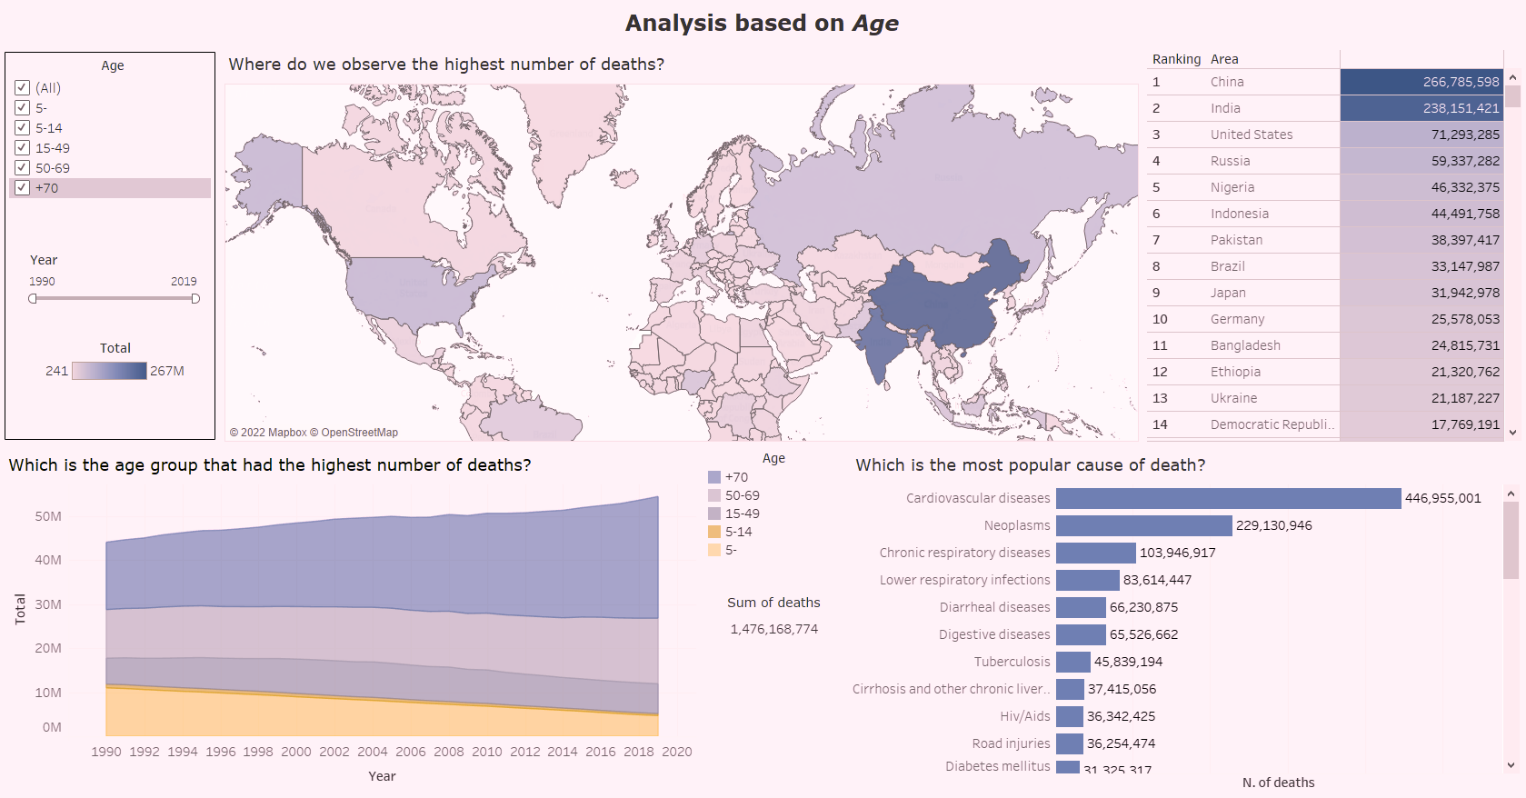 Analysis based on Age
Age
(All)
5-
5-14
15-49
50-69
+70
Year
1990 2019
Total
241 267M
Where do we observe the highest number of deaths?
© 2022 Mapbox © OpenStreetMap
Ranking Area
1 China 266,785,598
2 India 238,151,421
3 United States 71,293,285
4 Russia 59,337,282
5 Nigeria 46,332,375
6 Indonesia 44,491,758
7 Pakistan 38,397,417
8 Brazil 33,147,987
9 Japan 31,942,978
10 Germany 25,578,053
11 Bangladesh 24,815,731
12 Ethiopia 21,320,762
13 Ukraine 21,187,227
14 Democratic Republi.. 17,769,191
Which is the age group that had the highest number of deaths?
50M
40M
30M
20M
10M
0M
Total
1990 1992 1994 1996 1998 2000 2002 2004 2006 2008 2010 2012 2014 2016 2018 2020
Year
Age
+70
50-69
15-49
5-14
5-
Sum of deaths
1,476,168,774
Which is the most popular cause of death?
Cardiovascular diseases 446,955,001
Neoplasms 229,130,946
Chronic respiratory diseases 103,946,917
Lower respiratory infections 83,614,447
Diarrheal diseases 66,230,875
Digestive diseases 65,526,662
Tuberculosis 45,839,194
Cirrhosis and other chronic liver.. 37,415,056
Hiv/Aids 36,342,425
Road injuries 36,254,474
Diabetes mellitus 31,325,317
N. of deaths